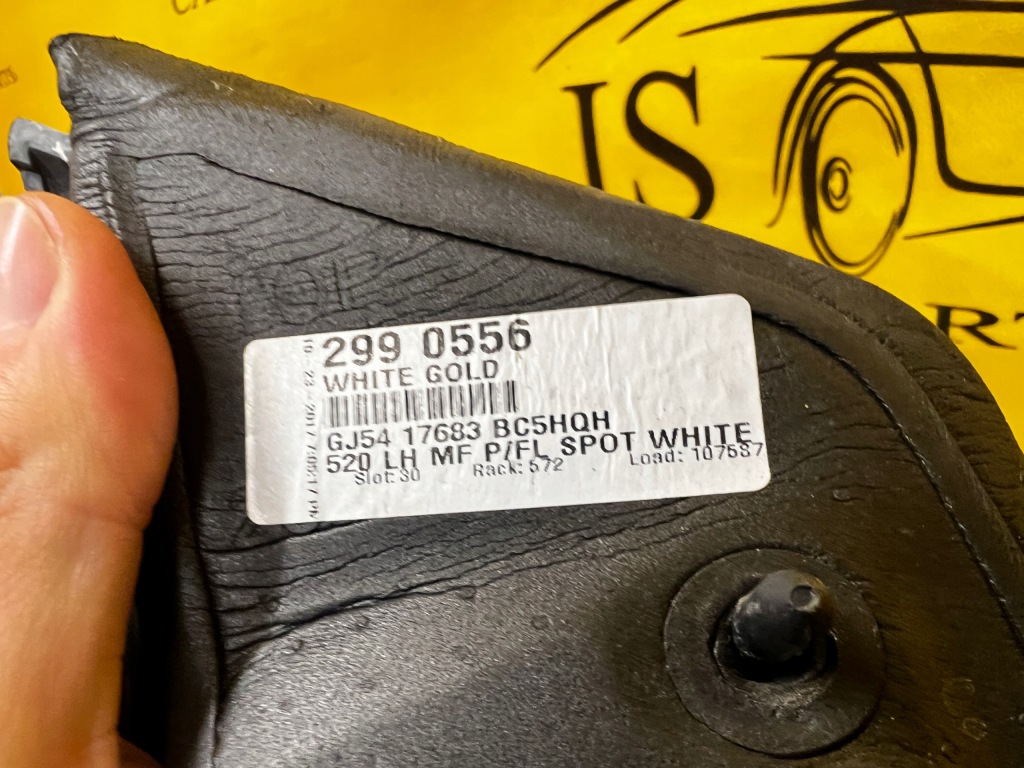 JS
299 0556
WHITE GOLD
GJ54 17683 BC5HQH
520 LH MF P/FL SPOT WHITE
Slot: 30 Rack: 572 Load: 107587